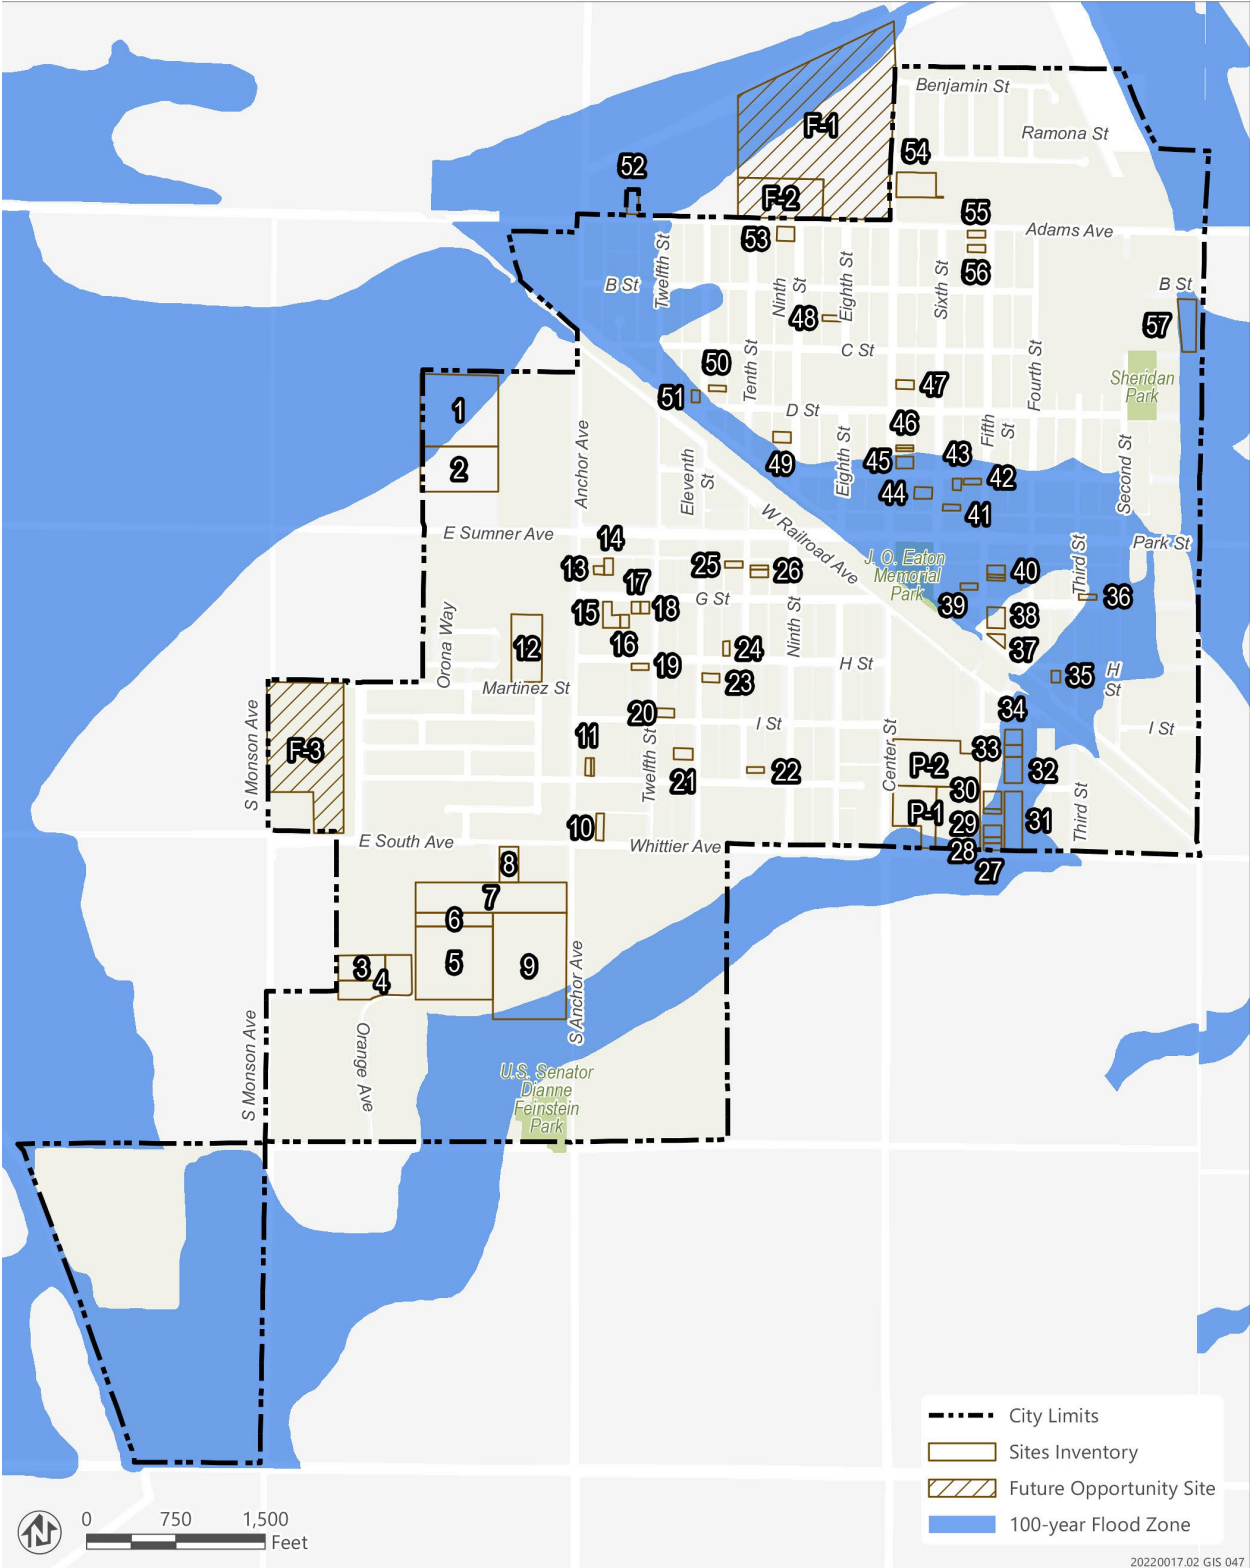 Benjamin St
F-1
Ramona St
54
52
F-2
55
53
Adams Ave
Twelfth St
56
B St
Ninth
St
Eighth St
Sixth St
B St
48
57
C St
50
Tenth St
Fourth St
Sheridan
Park
47
51
1
D St
46
Anchor Ave
Fifth
St
2
49
45
43
Eighth St
42
44
Second St
Eleventh
St
41
W Railroad Ave
E Sumner Ave
14
Park St
13
25
26
J. O. Eaton
Memorial
Park
40
Third St
17
G St
39
36
15
18
38
Orona Way
16
Ninth St
12
24
37
19
H St
35
H
St
Martinez St
23
20
34
I St
I St
S Monson Ave
F-3
11
33
Center St
P-2
32
Twelfth St
21
22
30
P-1
31
Third St
10
29
E South Ave
Whittier Ave
28
8
27
7
6
5
9
3
4
S Anchor Ave
S Monson Ave
Orange Ave
U.S. Senator
Dianne
Feinstein
Park
City Limits
Sites Inventory
Future Opportunity Site
100-year Flood Zone
N
0 750 1,500
Feet
20220017.02 GIS 047